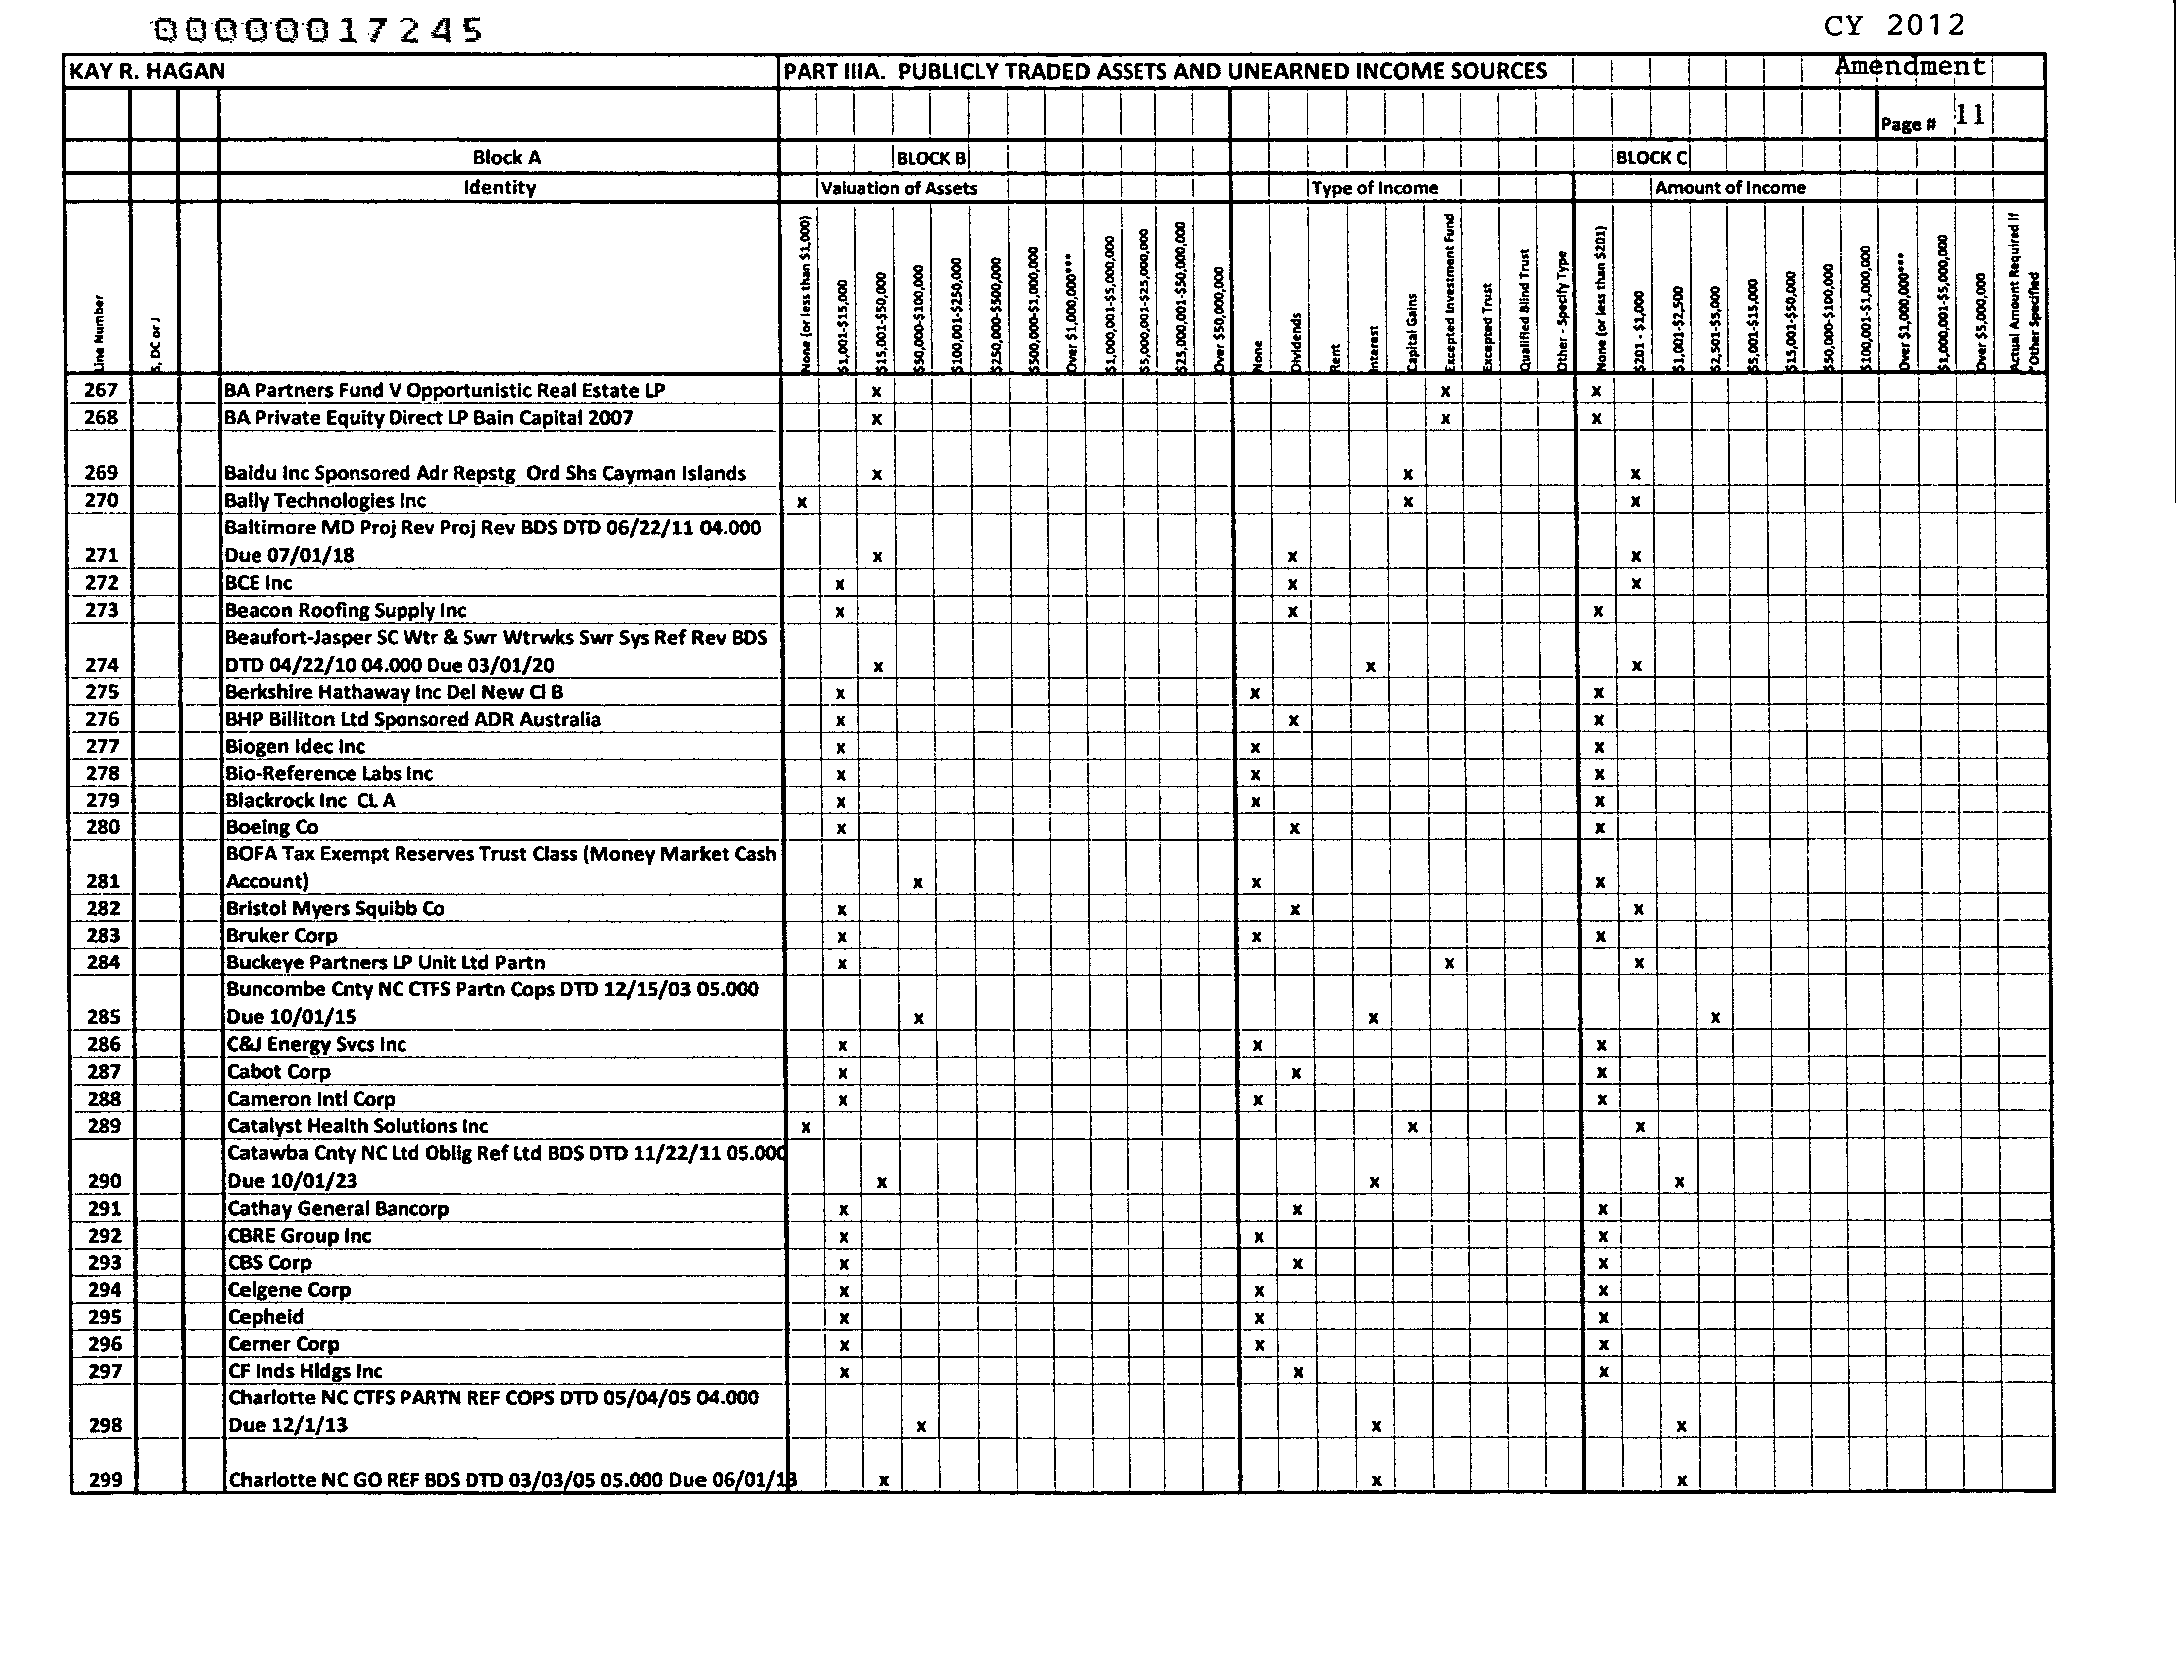 00000017245
CY 2012
KAY R. HAGAN PART IIIA. PUBLICLY TRADED ASSETS AND UNEARNED INCOME SOURCES Amendment
Page # 11
Block A BLOCK B BLOCK C
Identity Valuation of Assets Type of Income Amount of Income
Line Number
S, DC or J
None (or less than $1,000)
$1,001-$15,000
$15,001-$50,000
$50,000-$100,000
$100,001-$250,000
$250,000-$500,000
$500,000-$1,000,000
Over $1,000,000***
$1,000,001-$5,000,000
$5,000,001-$25,000,000
$25,000,001-$50,000,000
Over $50,000,000
None
Dividends
Rent
Interest
Capital Gains
Excepted Investment Fund
Excepted Trust
Qualified Blind Trust
Other - Specify Type
None (or less than $201)
$201 - $1,000
$1,001-$2,500
$2,501-$5,000
$5,001-$15,000
$15,001-$50,000
$50,000-$100,000
$100,001-$1,000,000
Over $1,000,000***
$1,000,001-$5,000,000
Over $5,000,000
Actual Amount Required If
"Other Specified
267 BA Partners Fund V Opportunistic Real Estate LP x x x
268 BA Private Equity Direct LP Bain Capital 2007 x x x
269 Baidu Inc Sponsored Adr Repstg Ord Shs Cayman Islands x x x
270 Bally Technologies Inc x x x
Baltimore MD Proj Rev Proj Rev BDS DTD 06/22/11 04.000
271 Due 07/01/18 x x x
272 BCE Inc x x x
273 Beacon Roofing Supply Inc x x x
Beaufort-Jasper SC Wtr & Swr Wtrwks Swr Sys Ref Rev BDS
274 DTD 04/22/10 04.000 Due 03/01/20 x x x
275 Berkshire Hathaway Inc Del New Cl B x x x
276 BHP Billiton Ltd Sponsored ADR Australia x x x
277 Biogen Idec Inc x x x
278 Bio-Reference Labs Inc x x x
279 Blackrock Inc CL A x x x
280 Boeing Co x x x
BOFA Tax Exempt Reserves Trust Class (Money Market Cash
281 Account) x x x
282 Bristol Myers Squibb Co x x x
283 Bruker Corp x x x
284 Buckeye Partners LP Unit Ltd Partn x x x
Buncombe Cnty NC CTFS Partn Cops DTD 12/15/03 05.000
285 Due 10/01/15 x x x
286 C&J Energy Svcs Inc x x x
287 Cabot Corp x x x
288 Cameron Intl Corp x x x
289 Catalyst Health Solutions Inc x x x
Catawba Cnty NC Ltd Oblig Ref Ltd BDS DTD 11/22/11 05.000
290 Due 10/01/23 x x x
291 Cathay General Bancorp x x x
292 CBRE Group Inc x x x
293 CBS Corp x x x
294 Celgene Corp x x x
295 Cepheid x x x
296 Cerner Corp x x x
297 CF Inds Hldgs Inc x x x
Charlotte NC CTFS PARTN REF COPS DTD 05/04/05 04.000
298 Due 12/1/13 x x x
299 Charlotte NC GO REF BDS DTD 03/03/05 05.000 Due 06/01/13 x x x